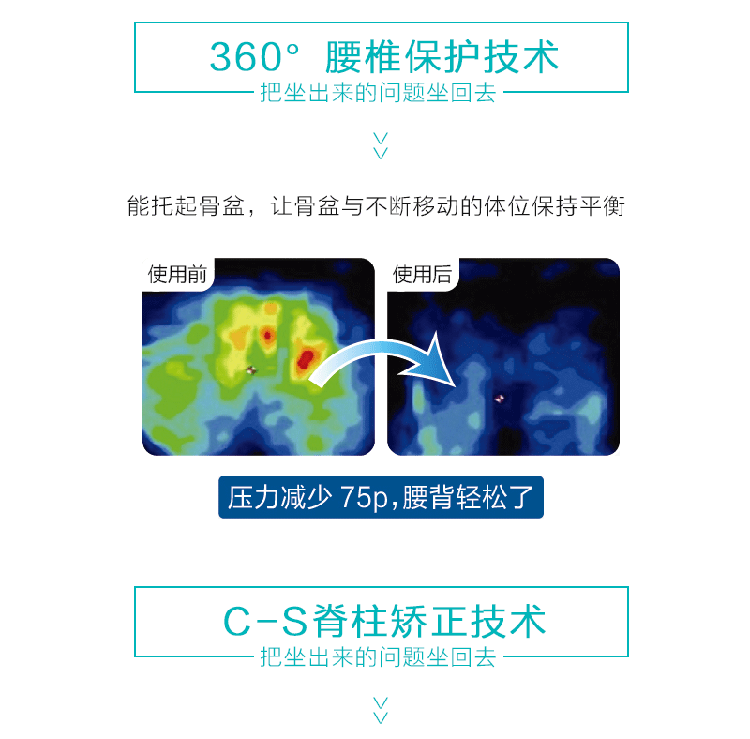 360°腰椎保护技术
把坐出来的问题坐回去
能托起骨盆，让骨盆与不断移动的体位保持平衡
使用前
使用后
压力减少 75p,腰背轻松了
C-S脊柱矫正技术
把坐出来的问题坐回去